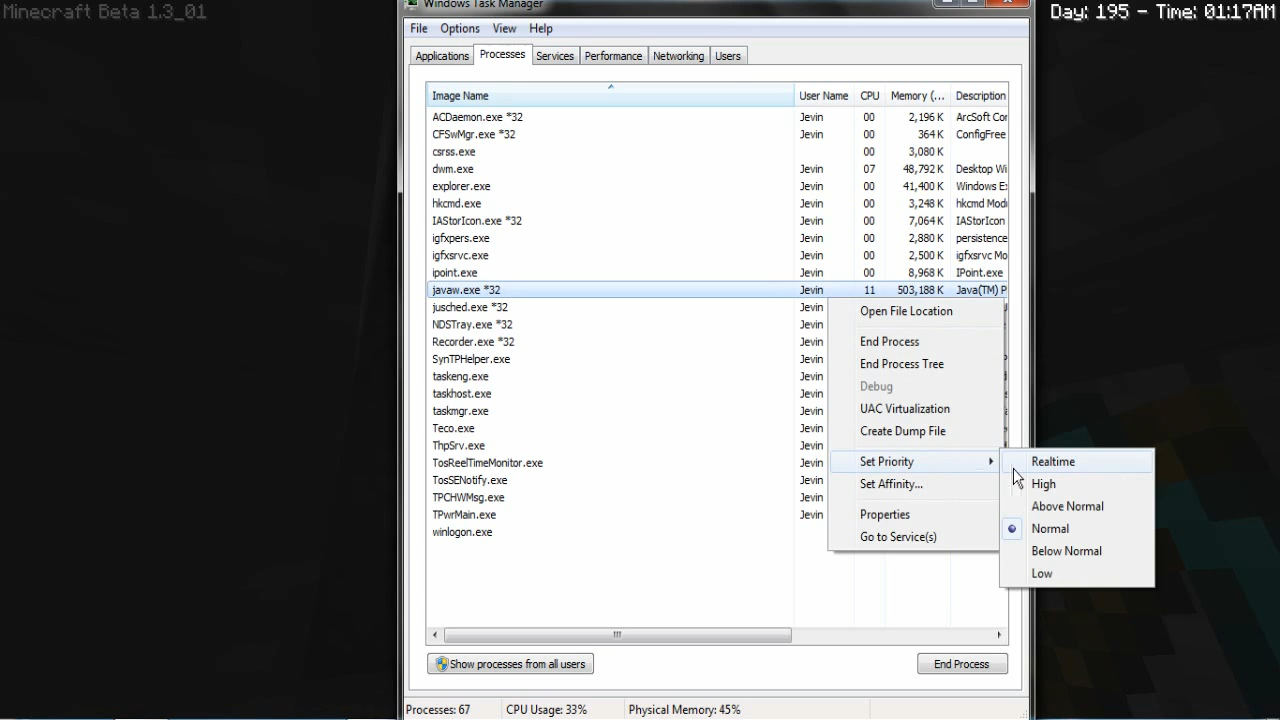 Minecraft Beta 1.3_01
Day: 195 - Time: 01:17AM
Windows Task Manager
File Options View Help
Applications Processes Services Performance Networking Users
Image Name User Name CPU Memory (... Description
ACDaemon.exe *32 Jevin 00 2,196 K ArcSoft Cor
CFSwMgr.exe *32 Jevin 00 364 K ConfigFree
csrss.exe 00 3,080 K
dwm.exe Jevin 07 48,792 K Desktop Wi
explorer.exe Jevin 00 41,400 K Windows Ex
hkcmd.exe Jevin 00 3,248 K hkcmd Modu
IAStorIcon.exe *32 Jevin 00 7,064 K IAStorIcon
igfxpers.exe Jevin 00 2,880 K persistence
igfxsrvc.exe Jevin 00 2,500 K igfxsrvc Mo
ipoint.exe Jevin 00 8,968 K IPoint.exe
javaw.exe *32 Jevin 11 503,188 K Java(TM) P
jusched.exe *32 Jevin
NDSTray.exe *32 Jevin
Recorder.exe *32 Jevin
SynTPHelper.exe Jevin
taskeng.exe Jevin
taskhost.exe Jevin
taskmgr.exe Jevin
Teco.exe Jevin
ThpSrv.exe Jevin
TosReelTimeMonitor.exe Jevin
TosSENotify.exe Jevin
TPCHWMsg.exe Jevin
TPwrMain.exe Jevin
winlogon.exe
Open File Location
End Process
End Process Tree
Debug
UAC Virtualization
Create Dump File
Set Priority
Set Affinity...
Properties
Go to Service(s)
Realtime
High
Above Normal
Normal
Below Normal
Low
Show processes from all users End Process
Processes: 67 CPU Usage: 33% Physical Memory: 45%